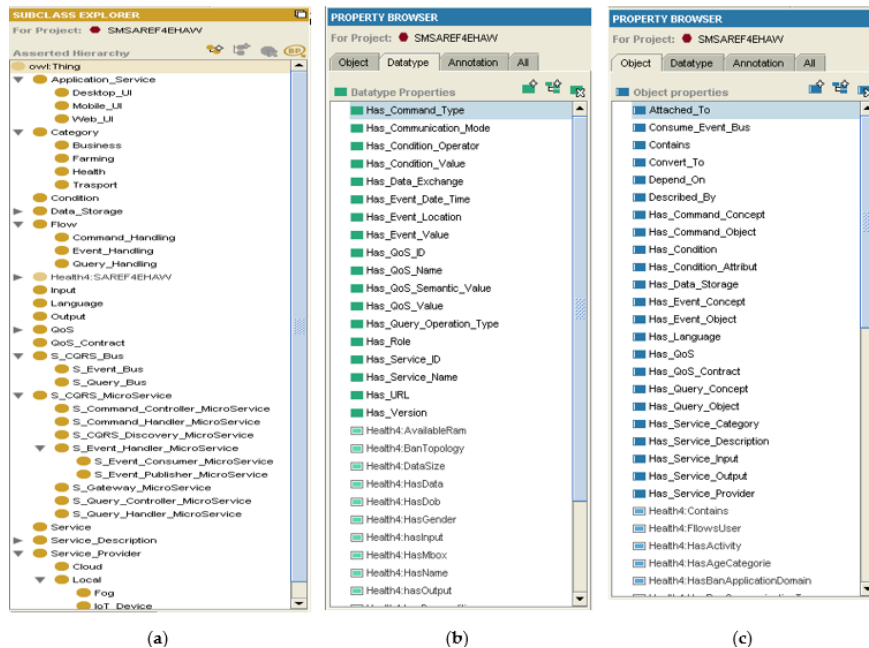 SUBCLASS EXPLORER
For Project: SMSAREF4EHAW
Asserted Hierarchy
owl:Thing
Application_Service
Desktop_UI
Mobile_UI
Web_UI
Category
Business
Farming
Health
Trasport
Condition
Data_Storage
Flow
Command_Handling
Event_Handling
Query_Handling
Health4:SAREF4EHAW
Input
Language
Output
QoS
QoS_Contract
S_CQRS_Bus
S_Event_Bus
S_Query_Bus
S_CQRS_MicroService
S_Command_Controller_MicroService
S_Command_Handler_MicroService
S_CQRS_Discovery_MicroService
S_Event_Handler_MicroService
S_Event_Consumer_MicroService
S_Event_Publisher_MicroService
S_Gateway_MicroService
S_Query_Controller_MicroService
S_Query_Handler_MicroService
Service
Service_Description
Service_Provider
Cloud
Local
Fog
IoT_Device
(a)
PROPERTY BROWSER
For Project: SMSAREF4EHAW
Object Datatype Annotation All
Datatype Properties
Has_Command_Type
Has_Communication_Mode
Has_Condition_Operator
Has_Condition_Value
Has_Data_Exchange
Has_Event_Date_Time
Has_Event_Location
Has_Event_Value
Has_QoS_ID
Has_QoS_Name
Has_QoS_Semantic_Value
Has_QoS_Value
Has_Query_Operation_Type
Has_Role
Has_Service_ID
Has_Service_Name
Has_URL
Has_Version
Health4:AvailableRam
Health4:BanTopology
Health4:DataSize
Health4:HasData
Health4:HasDob
Health4:HasGender
Health4:hasInput
Health4:HasMbox
Health4:HasName
Health4:hasOutput
(b)
PROPERTY BROWSER
For Project: SMSAREF4EHAW
Object Datatype Annotation All
Object properties
Attached_To
Consume_Event_Bus
Contains
Convert_To
Depend_On
Described_By
Has_Command_Concept
Has_Command_Object
Has_Condition
Has_Condition_Attribut
Has_Data_Storage
Has_Event_Concept
Has_Event_Object
Has_Language
Has_QoS
Has_QoS_Contract
Has_Query_Concept
Has_Query_Object
Has_Service_Category
Has_Service_Description
Has_Service_Input
Has_Service_Output
Has_Service_Provider
Health4:Contains
Health4:FllowsUser
Health4:HasActivity
Health4:HasAgeCategorie
Health4:HasBanApplicationDomain
(c)